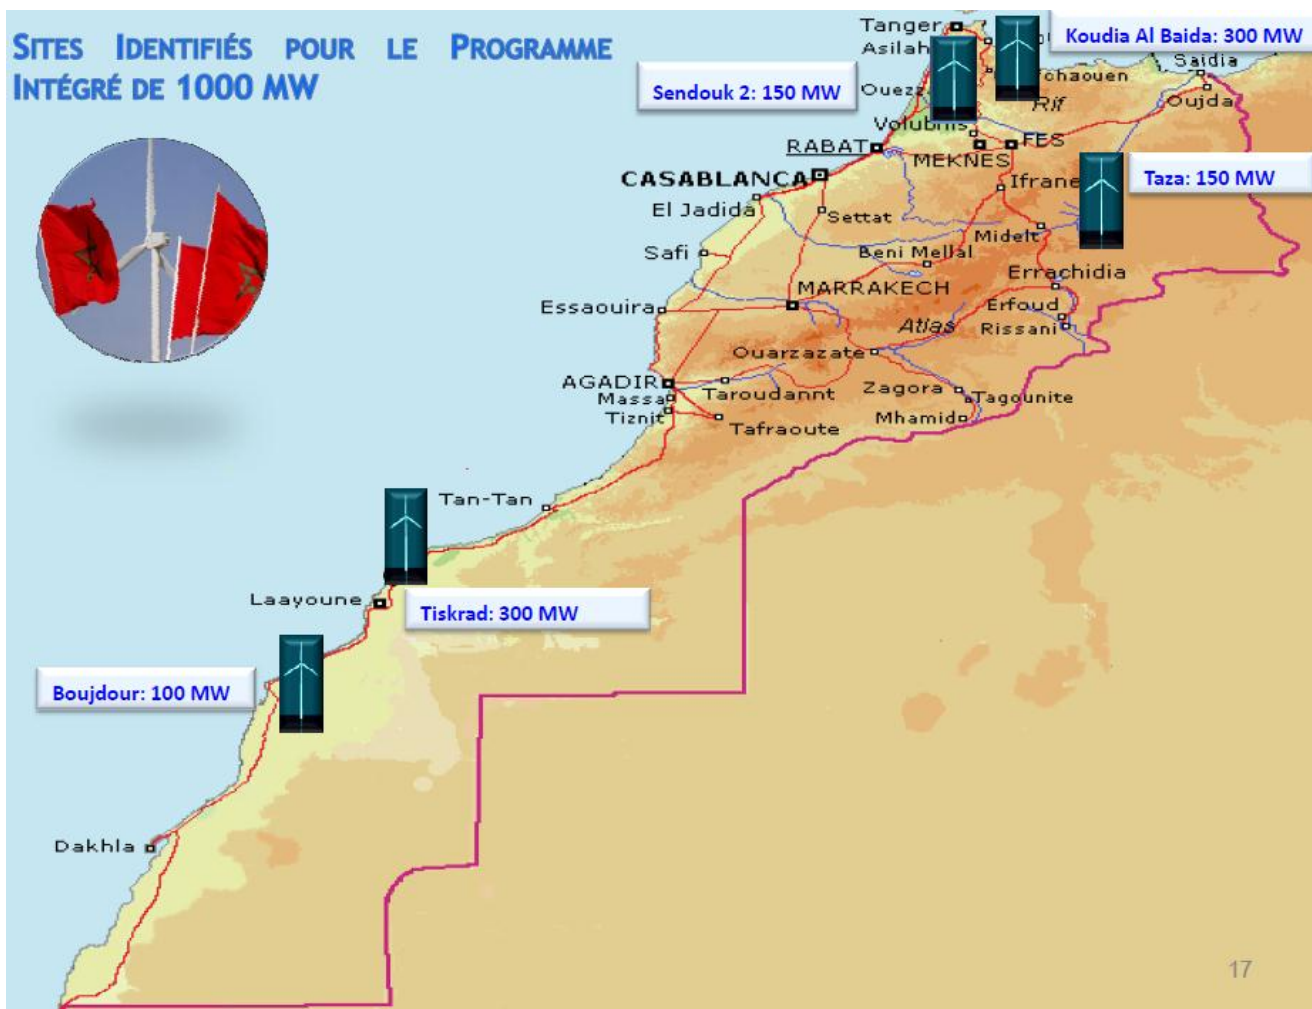 SITES IDENTIFIÉS POUR LE PROGRAMME
INTÉGRÉ DE 1000 MW
Tanger
Koudia Al Baida: 300 MW
Asilah
Saidia
chaouen
Sendouk 2: 150 MW
Ouezz
Rif
Oujda
Volubilis
RABAT
FES
MEKNES
CASABLANCA
Ifrane
Taza: 150 MW
El Jadida
Settat
Midelt
Safi
Beni Mellal
Errachidia
MARRAKECH
Essaouira
Erfoud
Atlas
Rissani
Ouarzazate
AGADIR
Zagora
Massa
Taroudannt
Tagounite
Tiznit
Mhamid
Tafraoute
Tan-Tan
Laayoune
Tiskrad: 300 MW
Boujdour: 100 MW
Dakhla
17